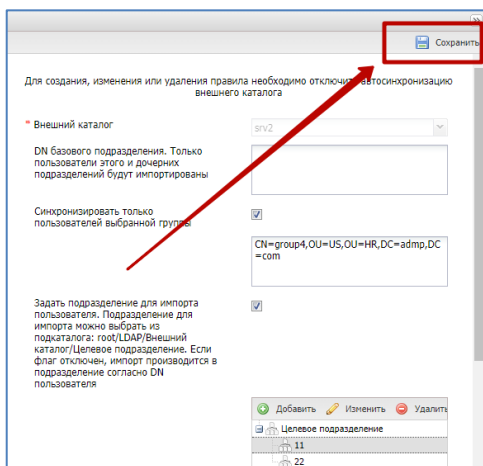 Сохранить
Для создания, изменения или удаления правила необходимо отключить автосинхронизацию
внешнего каталога
* Внешний каталог
srv2
DN базового подразделения. Только
пользователи этого и дочерних
подразделений будут импортированы
Синхронизировать только
пользователей выбранной группы
CN=group4,OU=US,OU=HR,DC=admp,DC
=com
Задать подразделение для импорта
пользователя. Подразделение для
импорта можно выбрать из
подкаталога: root/LDAP/Внешний
каталог/Целевое подразделение. Если
флаг отключен, импорт производится в
подразделение согласно DN
пользователя
Добавить Изменить Удалить
Целевое подразделение
11
22